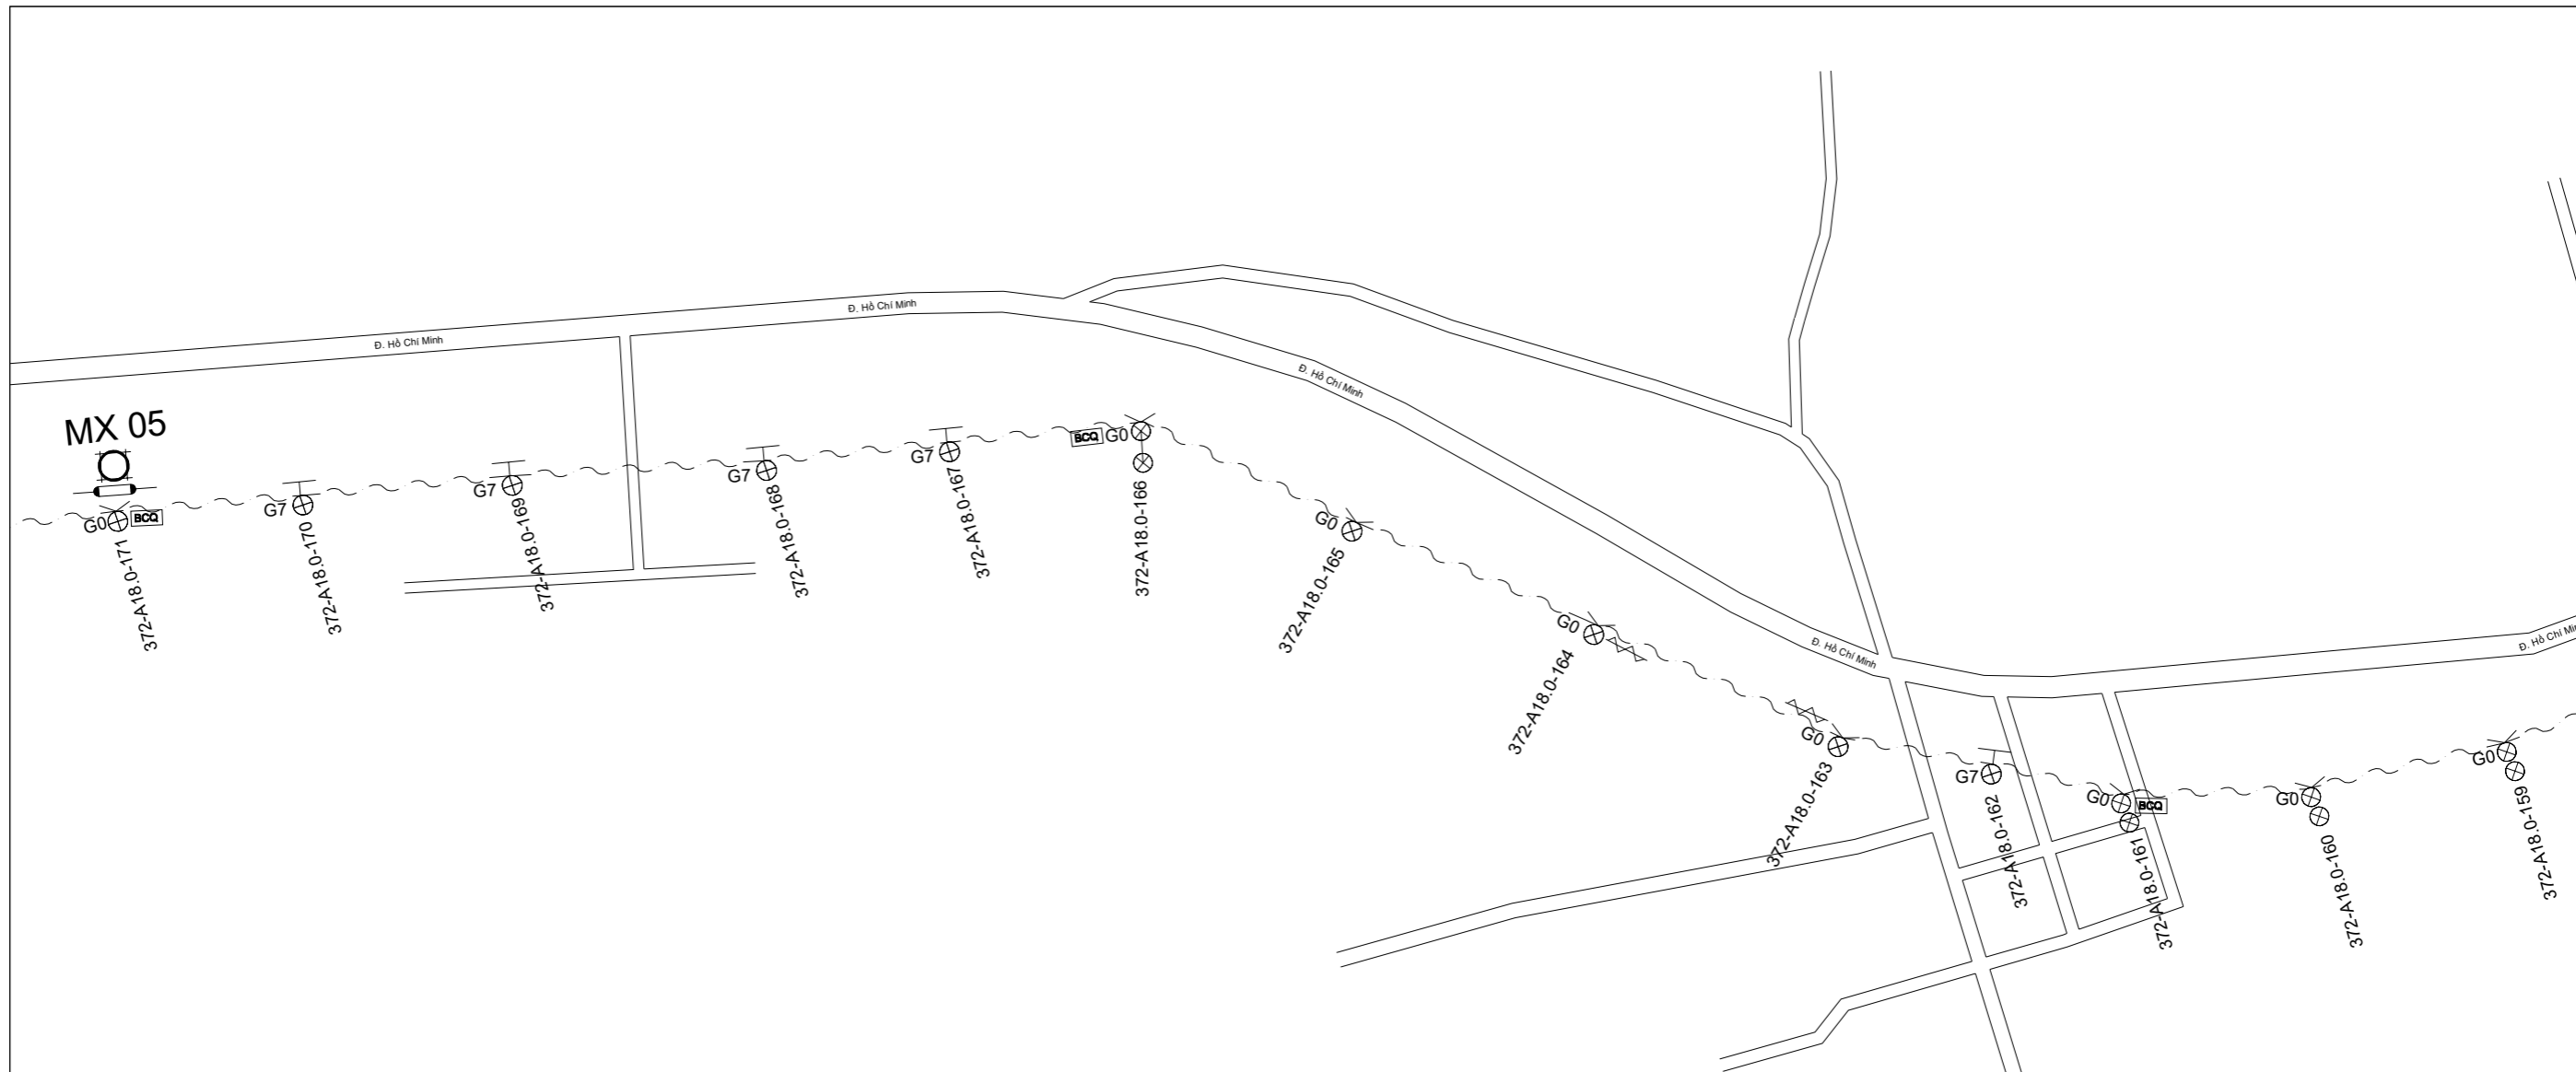 Đ. Hồ Chí Minh
Đ. Hồ Chí Minh
Đ. Hồ Chí Minh
Đ. Hồ Chí Minh
Đ. Hồ Chí
MX 05
G0 BCQ
372-A18.0-171
G7
372-A18.0-170
G7
372-A18.0-169
G7
372-A18.0-168
G7
372-A18.0-167
BCQ G0
372-A18.0-166
G0
372-A18.0-165
G0
372-A18.0-164
G0
372-A18.0-163
G7
372-A18.0-162
G0 BCQ
372-A18.0-161
G0
372-A18.0-160
G0
372-A18.0-159